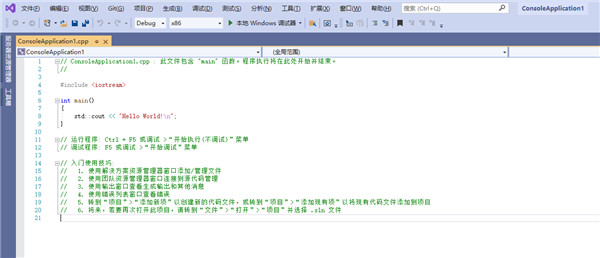 文件(F) 编辑(E) 视图(V) Git(G) 项目(P) 生成(B) 调试(D) 测试(S) 分析(N) 工具(T) 扩展(X) 窗口(W) 帮助(H) 搜索 (Ctrl+Q) ConsoleApplication1
Debug x86 本地 Windows 调试器
服务器资源管理器
工具箱
ConsoleApplication1.cpp
ConsoleApplication1 (全局范围)
1 // ConsoleApplication1.cpp : 此文件包含 "main" 函数。程序执行将在此处开始并结束。
2 //
3
4 #include <iostream>
5
6 int main()
7 {
8 std::cout << "Hello World!\n";
9 }
10
11 // 运行程序: Ctrl + F5 或调试 >“开始执行(不调试)”菜单
12 // 调试程序: F5 或调试 >“开始调试”菜单
13
14 // 入门使用技巧:
15 // 1. 使用解决方案资源管理器窗口添加/管理文件
16 // 2. 使用团队资源管理器窗口连接到源代码管理
17 // 3. 使用输出窗口查看生成输出和其他消息
18 // 4. 使用错误列表窗口查看错误
19 // 5. 转到“项目”>“添加新项”以创建新的代码文件，或转到“项目”>“添加现有项”以将现有代码文件添加到项目
20 // 6. 将来，若要再次打开此项目，请转到“文件”>“打开”>“项目”并选择 .sln 文件
21